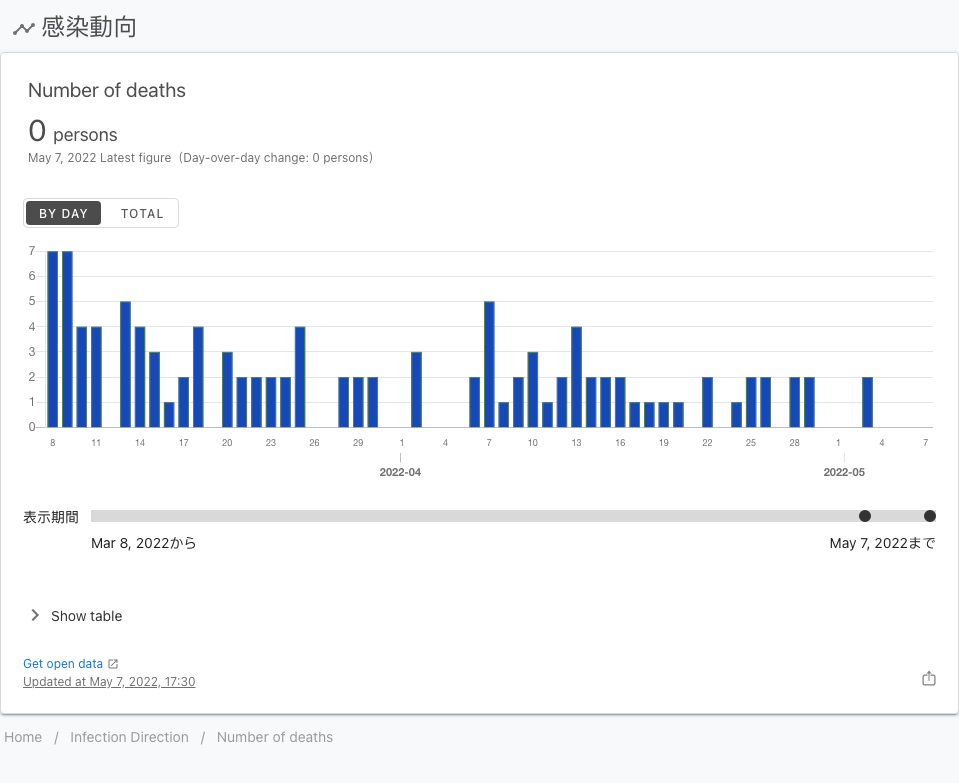 感染動向
Number of deaths
0 persons
May 7, 2022 Latest figure (Day-over-day change: 0 persons)
BY DAY TOTAL
7
6
5
4
3
2
1
0
8 11 14 17 20 23 26 29 1 4 7 10 13 16 19 22 25 28 1 4 7
2022-04 2022-05
表示期間
Mar 8, 2022から May 7, 2022まで
Show table
Get open data
Updated at May 7, 2022, 17:30
Home / Infection Direction / Number of deaths